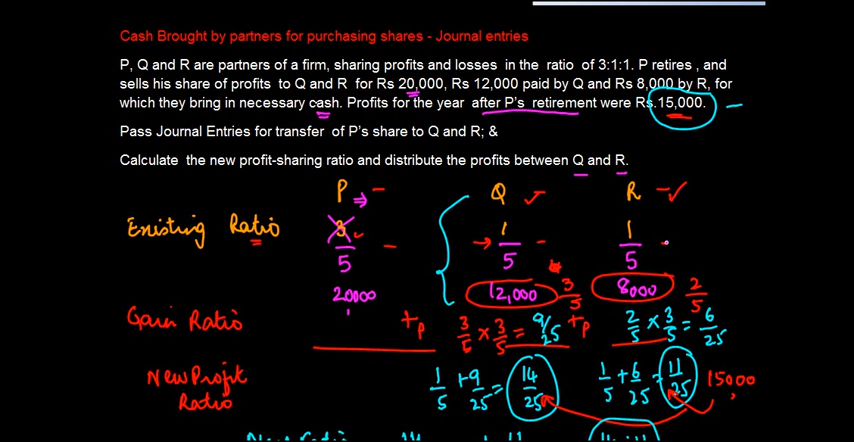 Cash Brought by partners for purchasing shares - Journal entries
P, Q and R are partners of a firm, sharing profits and losses in the ratio of 3:1:1. P retires , and
sells his share of profits to Q and R for Rs 20,000, Rs 12,000 paid by Q and Rs 8,000 by R, for
which they bring in necessary cash. Profits for the year after P's retirement were Rs.15,000.
Pass Journal Entries for transfer of P's share to Q and R; &
Calculate the new profit-sharing ratio and distribute the profits between Q and R.
P Q R
Existing Ratio 3/5 1/5 1/5
20000 12,000 3/5 8000 2/5
Gain Ratio +P 3/5 × 3/5 = 9/25 +P 2/5 × 3/5 = 6/25
New Profit Ratio 1/5 + 9/25 = 14/25 1/5 + 6/25 = 11/25 15000